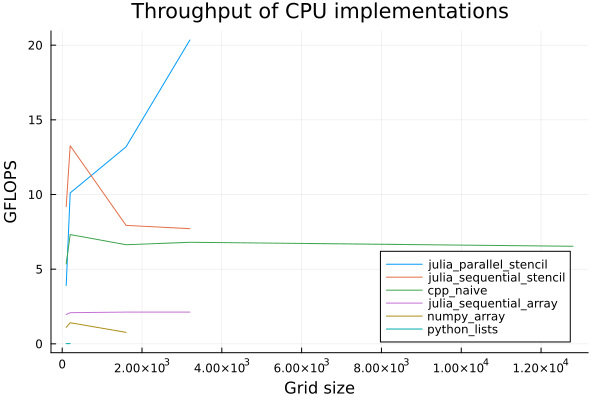 Throughput of CPU implementations
GFLOPS
20
15
10
5
0
julia_parallel_stencil
julia_sequential_stencil
cpp_naive
julia_sequential_array
numpy_array
python_lists
0 2.00×10³ 4.00×10³ 6.00×10³ 8.00×10³ 1.00×10⁴ 1.20×10⁴
Grid size